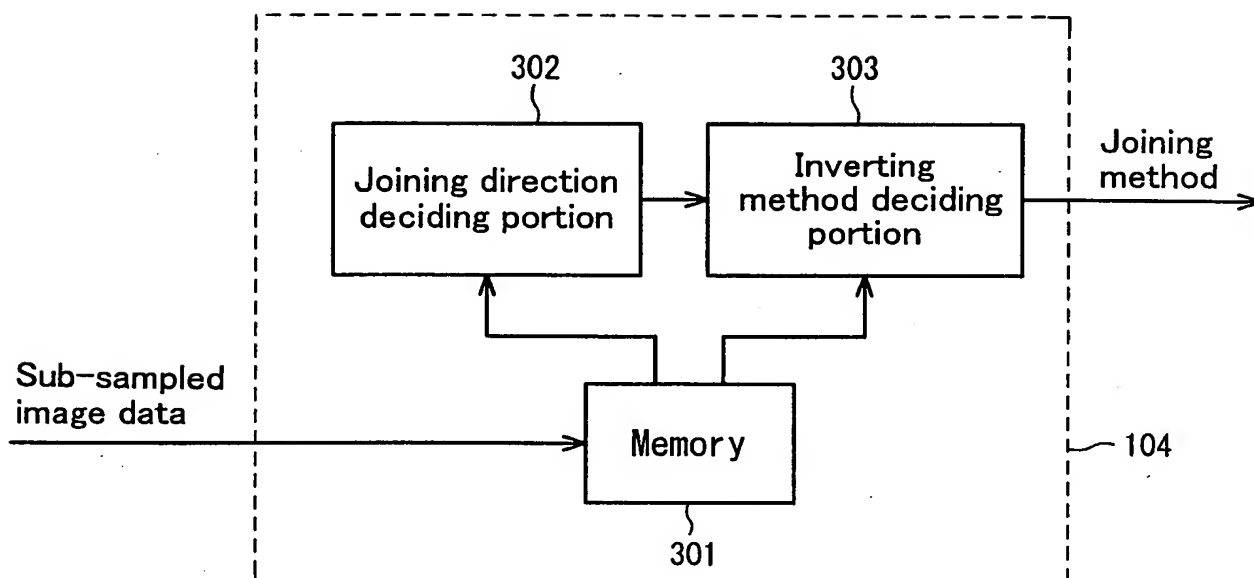 302
303
Joining direction
deciding portion
Inverting
method deciding
portion
Joining
method
Sub-sampled
image data
Memory
104
301